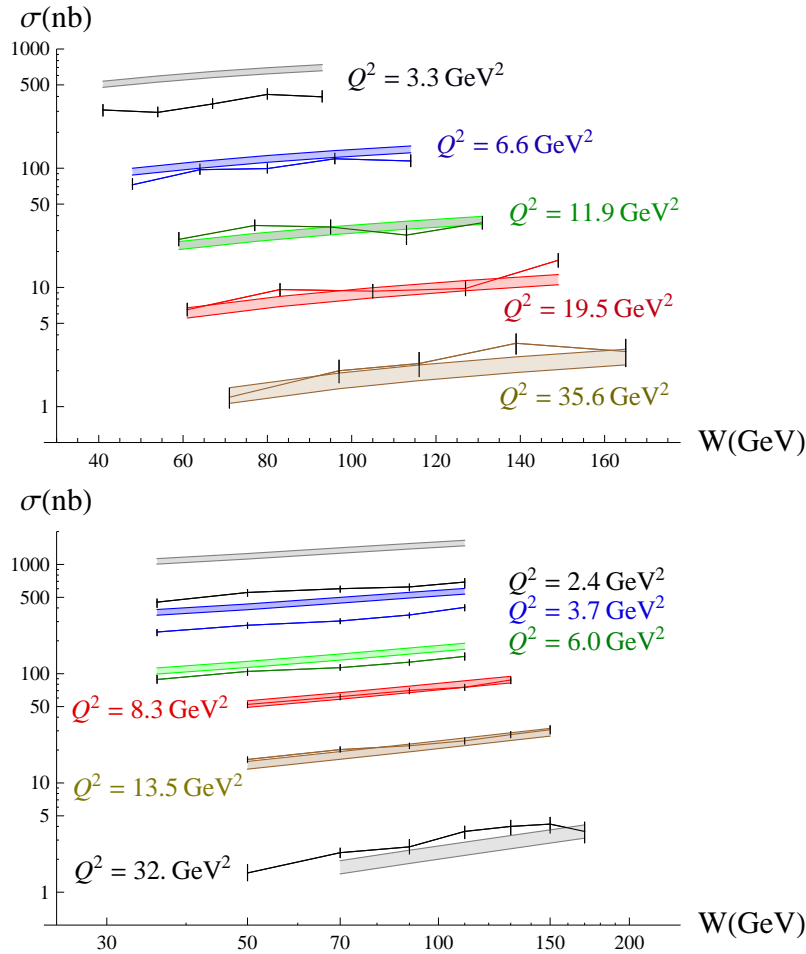 σ(nb)
1000
500
Q² = 3.3 GeV²
Q² = 6.6 GeV²
100
50
Q² = 11.9 GeV²
10
5
Q² = 19.5 GeV²
Q² = 35.6 GeV²
1
W(GeV)
40 60 80 100 120 140 160
σ(nb)
1000
500
Q² = 2.4 GeV²
Q² = 3.7 GeV²
Q² = 6.0 GeV²
100
50
Q² = 8.3 GeV²
Q² = 13.5 GeV²
10
5
Q² = 32. GeV²
1
W(GeV)
30 50 70 100 150 200